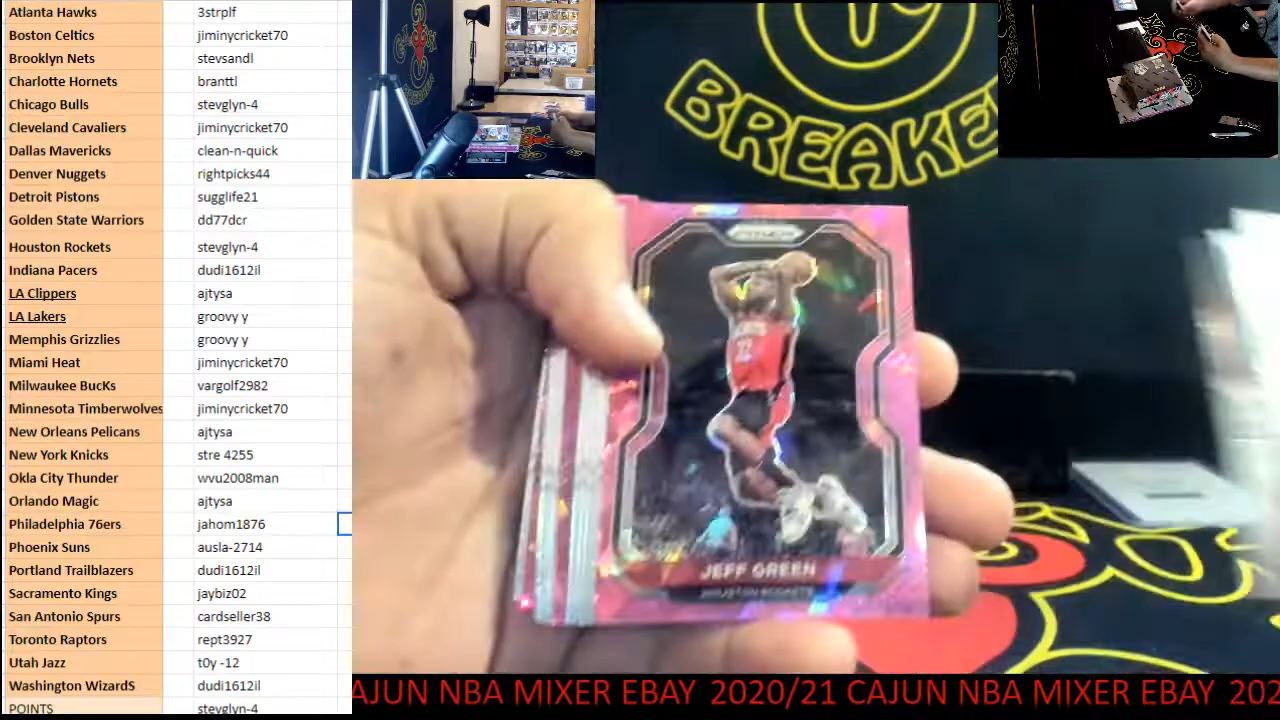 Atlanta Hawks 3strplf
Boston Celtics jiminycricket70
Brooklyn Nets stevsandl
Charlotte Hornets branttl
Chicago Bulls stevglyn-4
Cleveland Cavaliers jiminycricket70
Dallas Mavericks clean-n-quick
Denver Nuggets rightpicks44
Detroit Pistons sugglife21
Golden State Warriors dd77dcr
Houston Rockets stevglyn-4
Indiana Pacers dudi1612il
LA Clippers ajtysa
LA Lakers groovy y
Memphis Grizzlies groovy y
Miami Heat jiminycricket70
Milwaukee BucKs vargolf2982
Minnesota Timberwolves jiminycricket70
New Orleans Pelicans ajtysa
New York Knicks stre 4255
Okla City Thunder wvu2008man
Orlando Magic ajtysa
Philadelphia 76ers jahom1876
Phoenix Suns ausla-2714
Portland Trailblazers dudi1612il
Sacramento Kings jaybiz02
San Antonio Spurs cardseller38
Toronto Raptors rept3927
Utah Jazz t0y -12
Washington WizardS dudi1612il
POINTS stevglyn-4
BREAKE
PRIZM
JEFF GREEN
HOUSTON ROCKETS
AJUN NBA MIXER EBAY 2020/21 CAJUN NBA MIXER EBAY 202